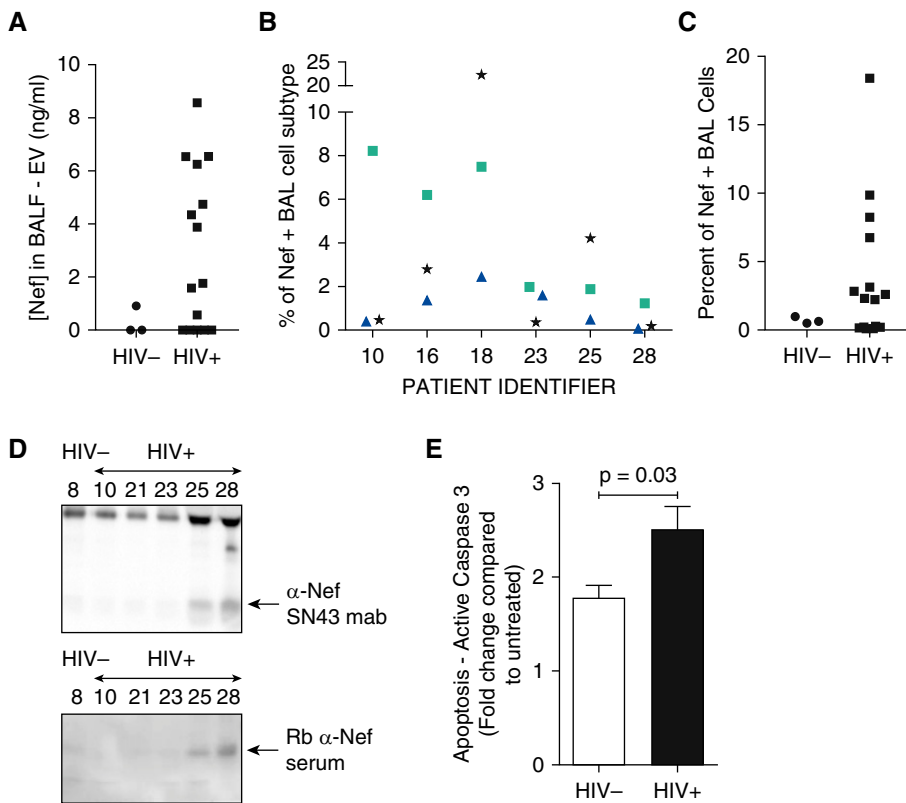 A
[Nef] in BALF - EV (ng/ml)
10
8
6
4
2
0
HIV–
HIV+
B
% of Nef + BAL cell subtype
25
20
10
8
6
4
2
0
10
16
18
23
25
28
PATIENT IDENTIFIER
C
Percent of Nef + BAL Cells
20
15
10
5
0
HIV–
HIV+
D
HIV–
HIV+
8
10
21
23
25
28
α-Nef
SN43 mab
HIV–
HIV+
8
10
21
23
25
28
Rb α-Nef
serum
E
Apoptosis - Active Caspase 3
(Fold change compared
to untreated)
3
2
1
0
p = 0.03
HIV–
HIV+